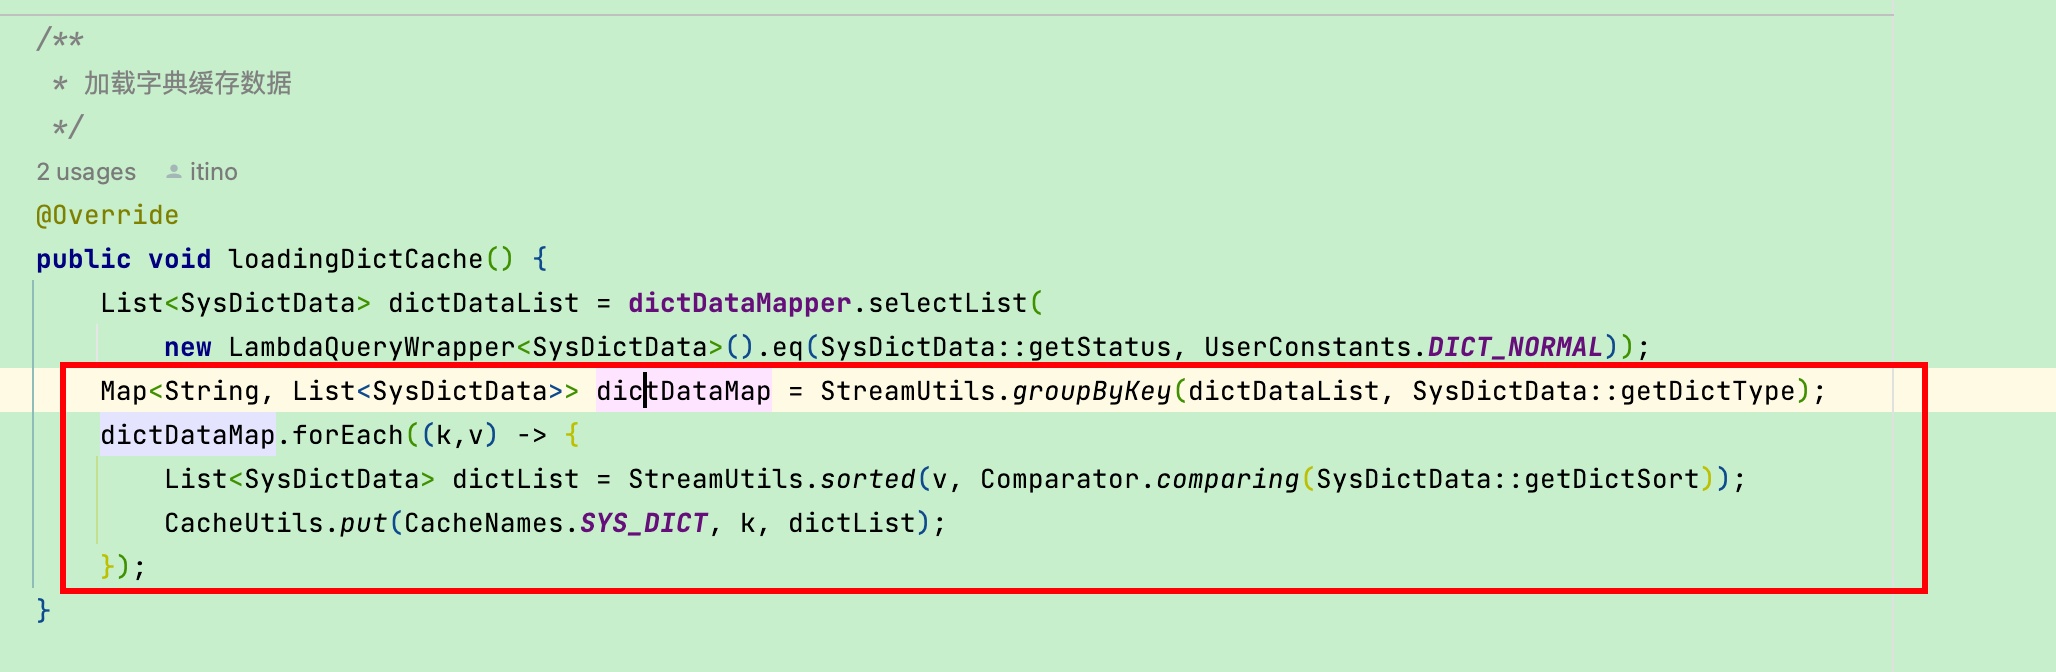 /**
 * 加载字典缓存数据
 */
2 usages itino
@Override
public void loadingDictCache() {
    List<SysDictData> dictDataList = dictDataMapper.selectList(
        new LambdaQueryWrapper<SysDictData>().eq(SysDictData::getStatus, UserConstants.DICT_NORMAL));
    Map<String, List<SysDictData>> dictDataMap = StreamUtils.groupByKey(dictDataList, SysDictData::getDictType);
    dictDataMap.forEach((k,v) -> {
        List<SysDictData> dictList = StreamUtils.sorted(v, Comparator.comparing(SysDictData::getDictSort));
        CacheUtils.put(CacheNames.SYS_DICT, k, dictList);
    });
}